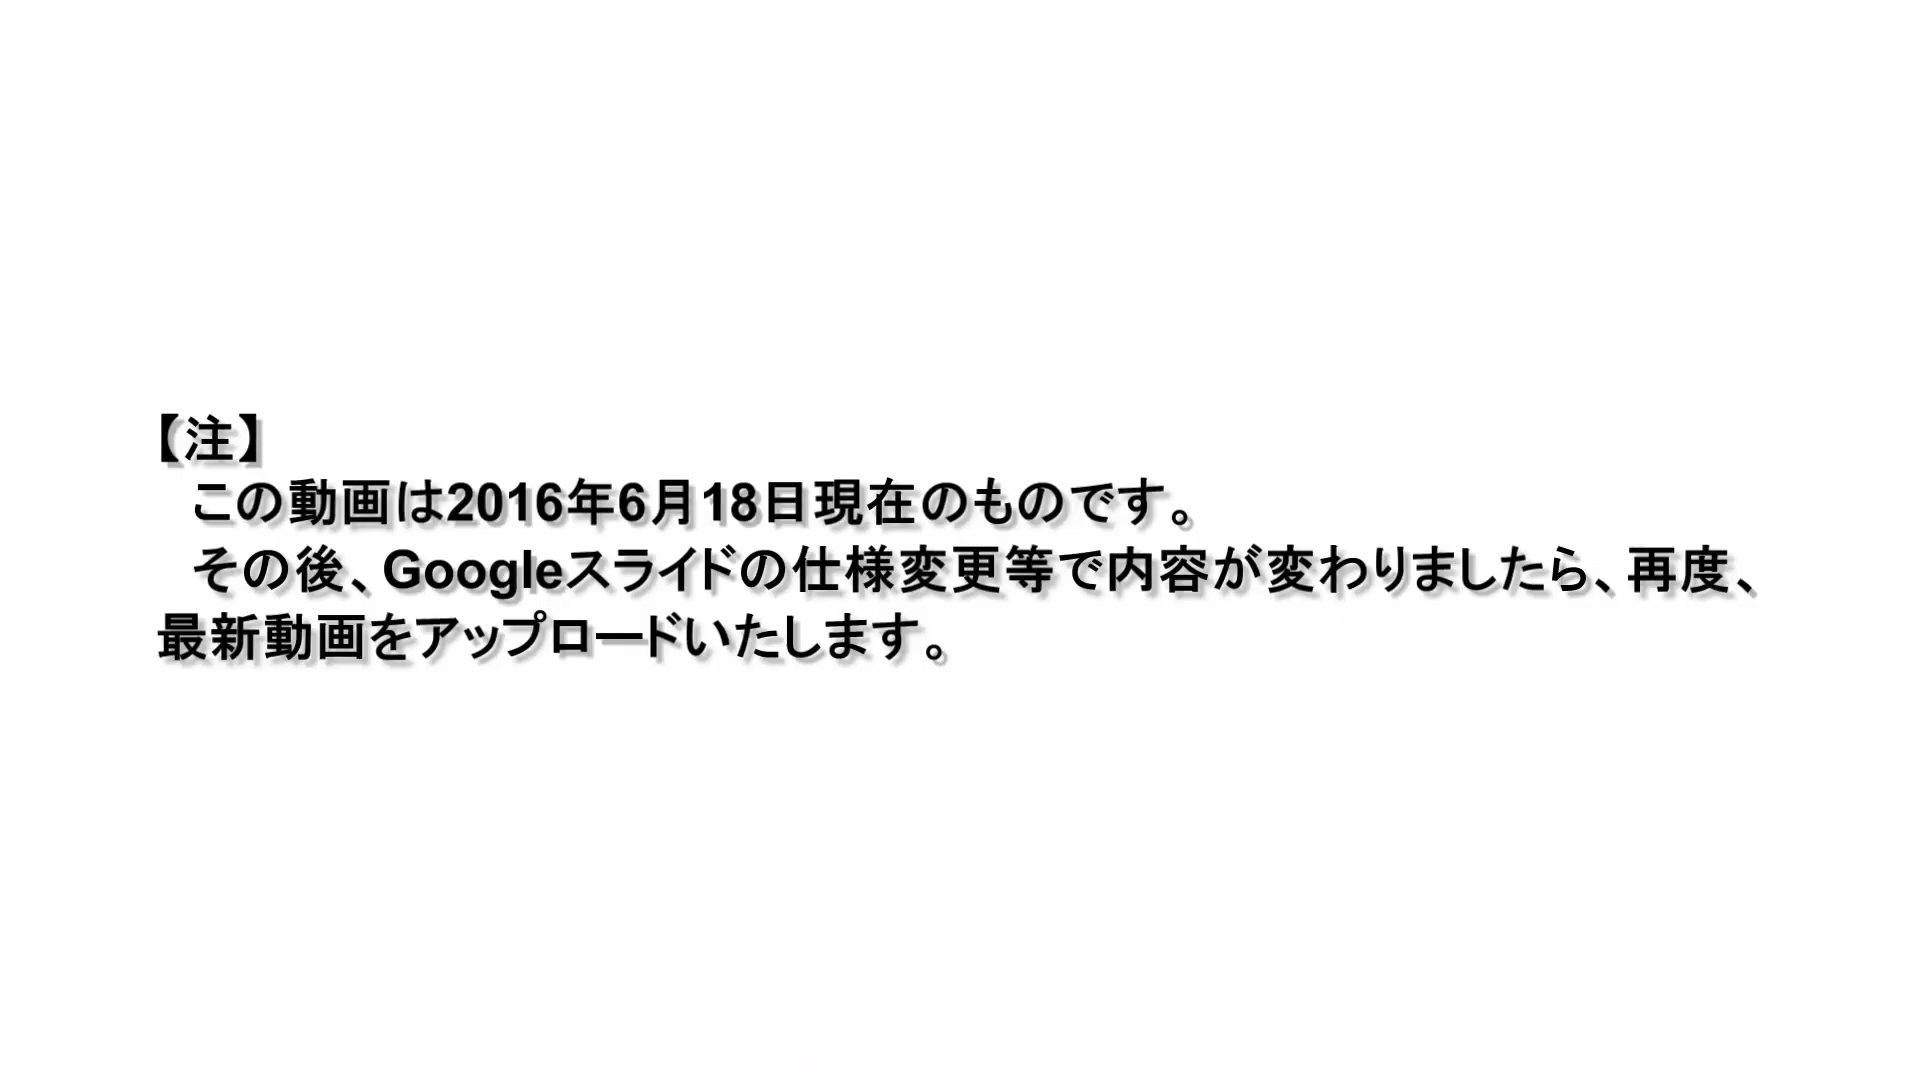 【注】
　この動画は2016年6月18日現在のものです。
　その後、Googleスライドの仕様変更等で内容が変わりましたら、再度、
最新動画をアップロードいたします。